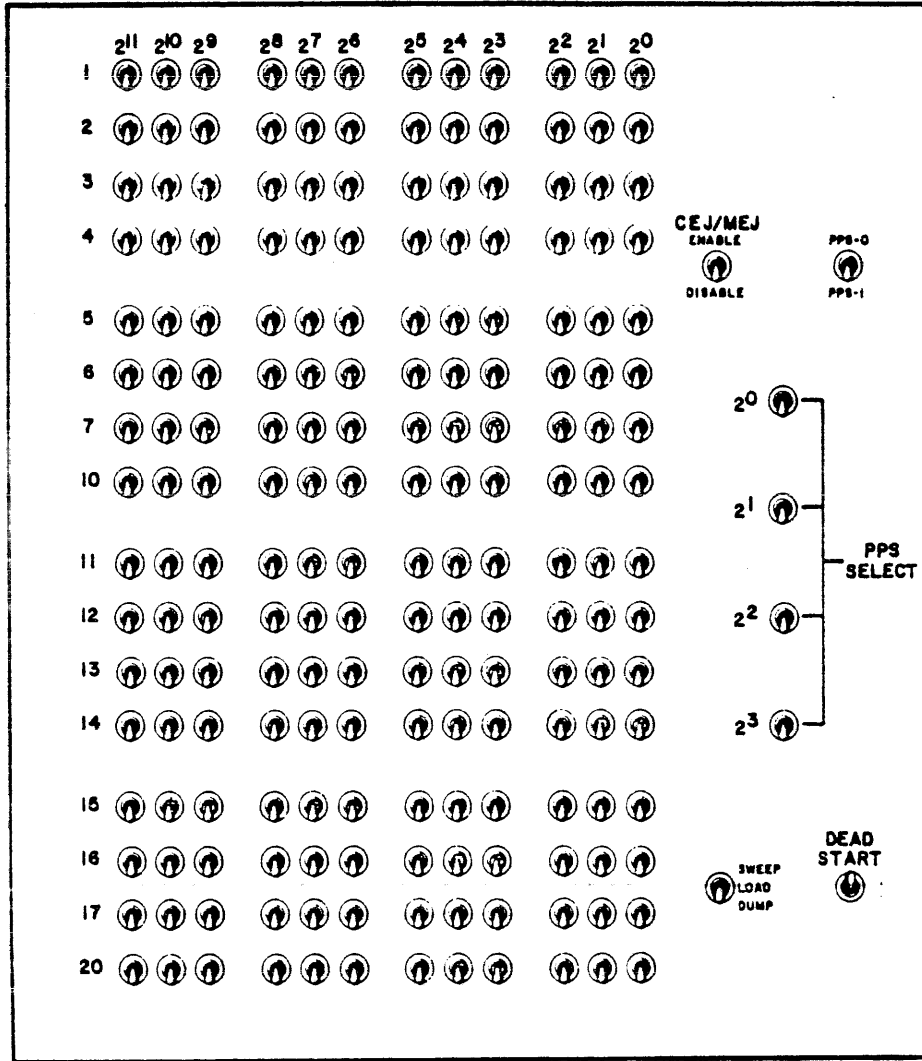 2¹¹ 2¹⁰ 2⁹ 2⁸ 2⁷ 2⁶ 2⁵ 2⁴ 2³ 2² 2¹ 2⁰
1
2
3
4
CEJ/MEJ
ENABLE
DISABLE
PPS-0
PPS-1
5
6
7
10
2⁰
2¹
2²
2³
PPS
SELECT
11
12
13
14
15
16
17
20
SWEEP
LOAD
DUMP
DEAD
START